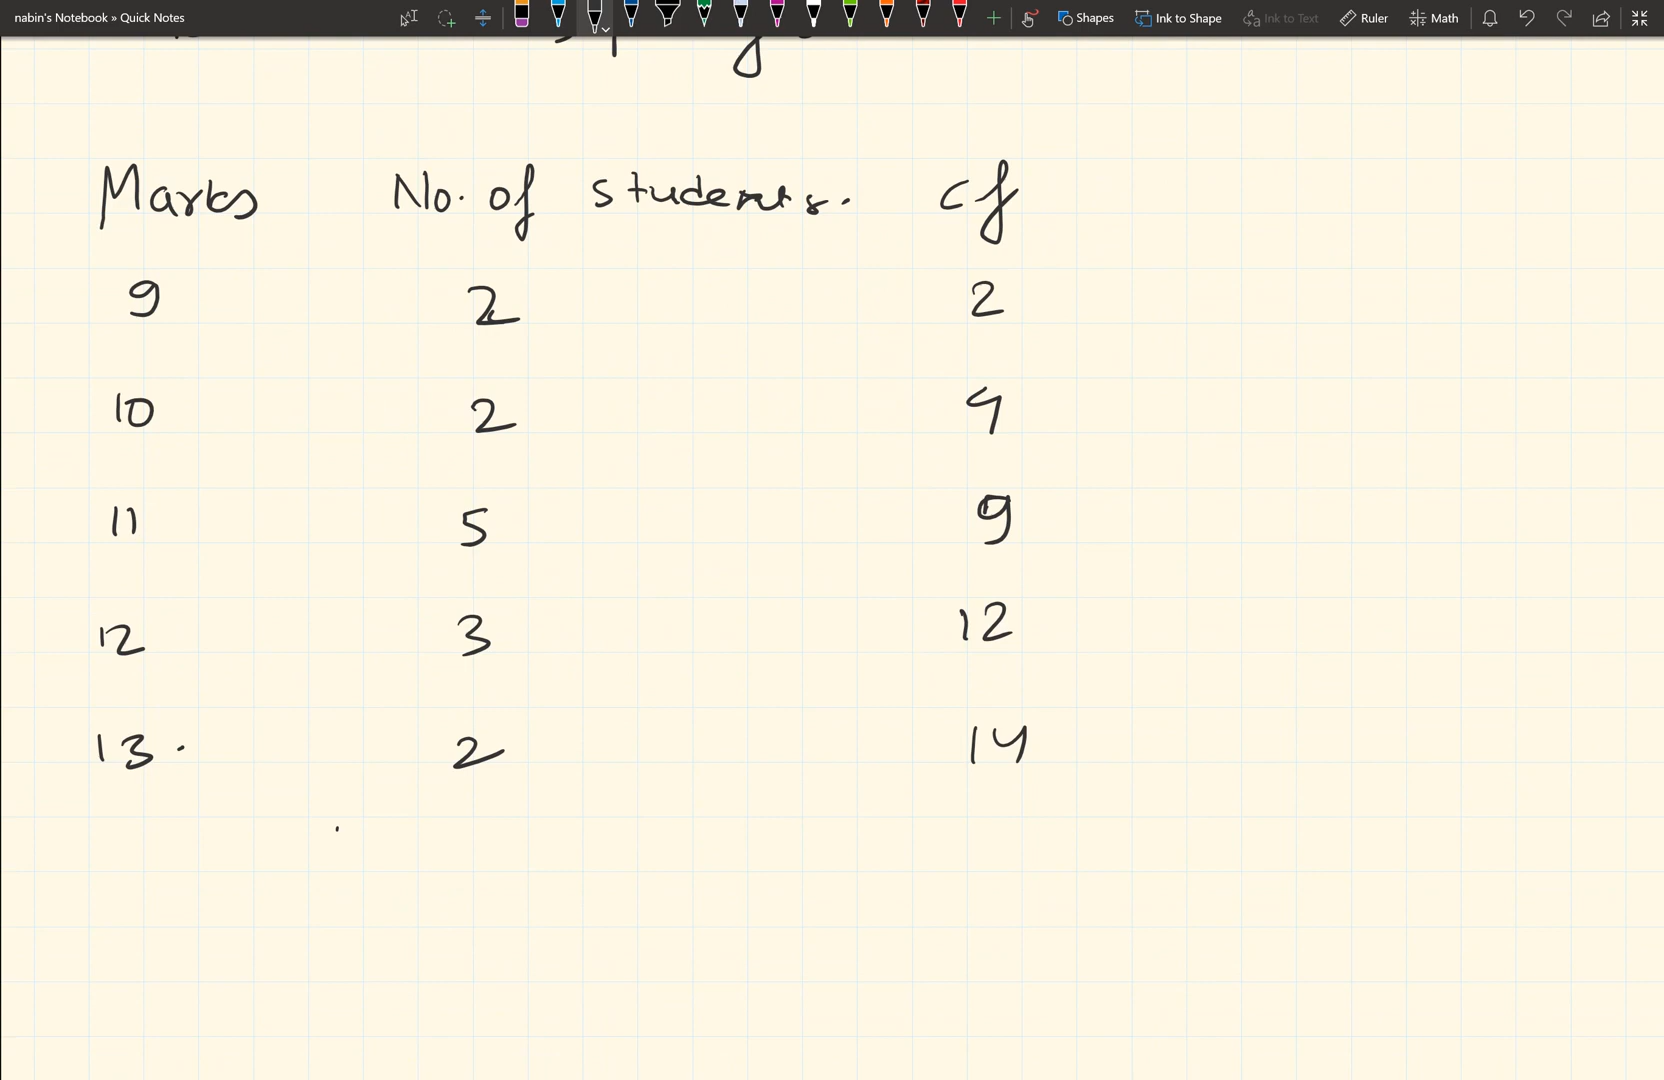 nabin's Notebook » Quick Notes Shapes Ink to Shape Ink to Text Ruler Math
Marks No. of students. cf
9 2 2
10 2 4
11 5 9
12 3 12
13. 2 14